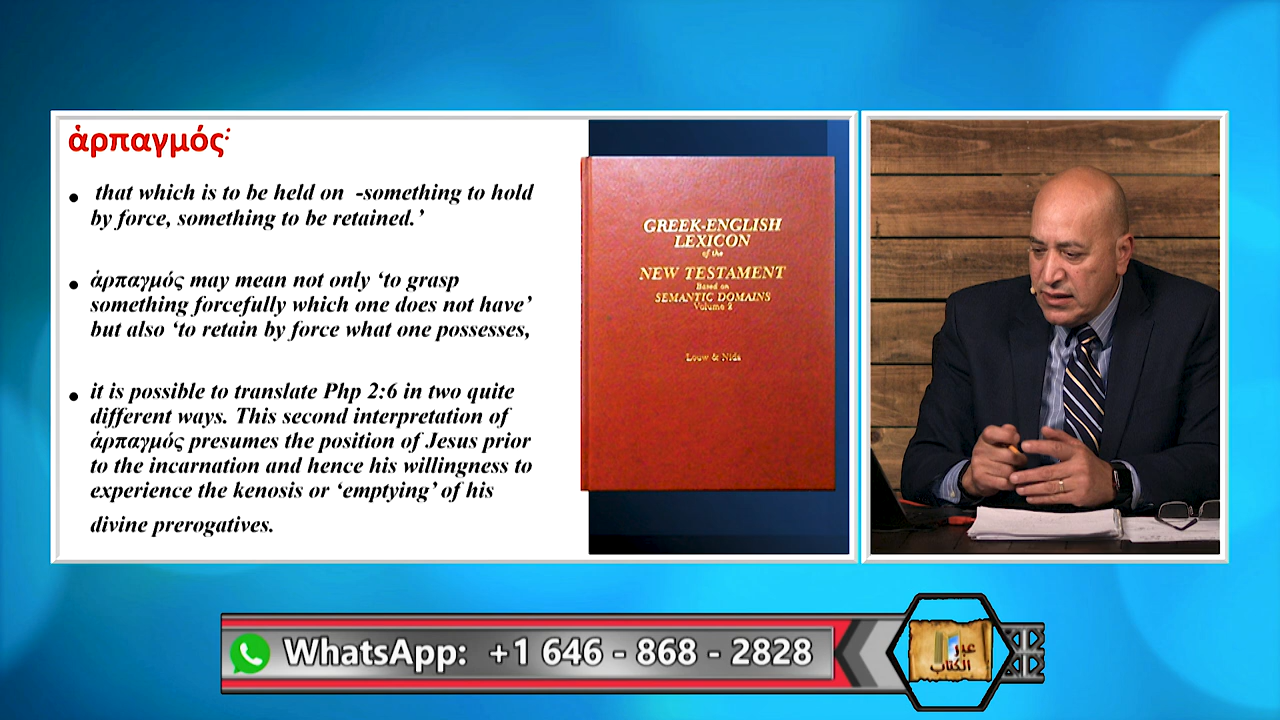 ἁρπαγμός:
• that which is to be held on -something to hold
by force, something to be retained.’
• ἁρπαγμός may mean not only ‘to grasp
something forcefully which one does not have’
but also ‘to retain by force what one possesses,
• it is possible to translate Php 2:6 in two quite
different ways. This second interpretation of
ἁρπαγμός presumes the position of Jesus prior
to the incarnation and hence his willingness to
experience the kenosis or ‘emptying’ of his
divine prerogatives.
GREEK-ENGLISH
LEXICON
of the
NEW TESTAMENT
Based on
SEMANTIC DOMAINS
Volume 2
Louw & Nida
WhatsApp: +1 646 - 868 - 2828
عبر
الكتاب